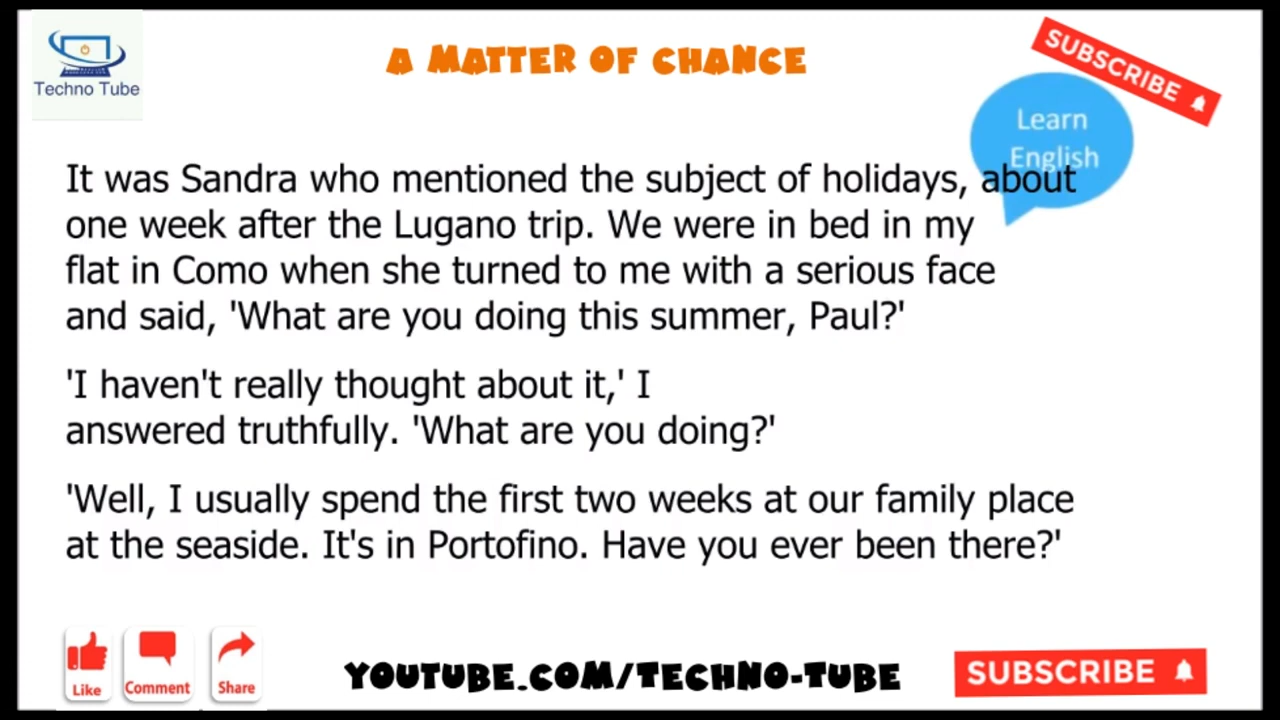 Techno Tube
A MATTER OF CHANCE
SUBSCRIBE
Learn
English
It was Sandra who mentioned the subject of holidays, about
one week after the Lugano trip. We were in bed in my
flat in Como when she turned to me with a serious face
and said, 'What are you doing this summer, Paul?'
'I haven't really thought about it,' I
answered truthfully. 'What are you doing?'
'Well, I usually spend the first two weeks at our family place
at the seaside. It's in Portofino. Have you ever been there?'
Like
Comment
Share
YOUTUBE.COM/TECHNO-TUBE
SUBSCRIBE